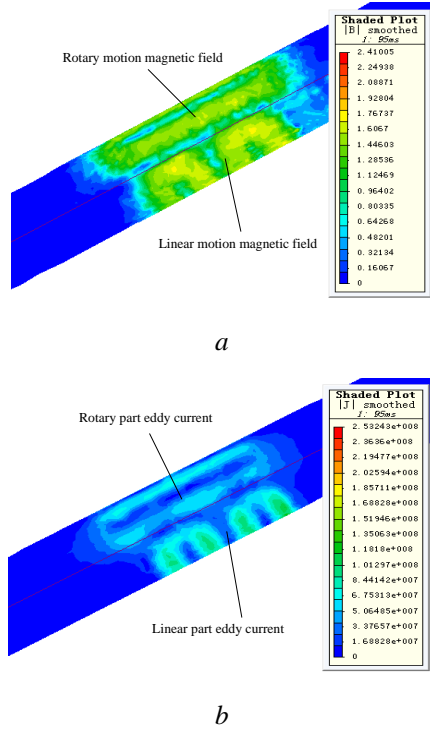 Shaded Plot
|B| smoothed
1: 95ms
2.41005
2.24938
2.08871
1.92804
1.76737
1.6067
1.44603
1.28536
1.12469
0.96402
0.80335
0.64268
0.48201
0.32134
0.16067
0
Rotary motion magnetic field
Linear motion magnetic field
a
Shaded Plot
|J| smoothed
1: 95ms
2.53243e+008
2.3636e+008
2.19477e+008
2.02594e+008
1.85711e+008
1.68828e+008
1.51946e+008
1.35063e+008
1.1818e+008
1.01297e+008
8.44142e+007
6.75313e+007
5.06485e+007
3.37657e+007
1.68828e+007
0
Rotary part eddy current
Linear part eddy current
b